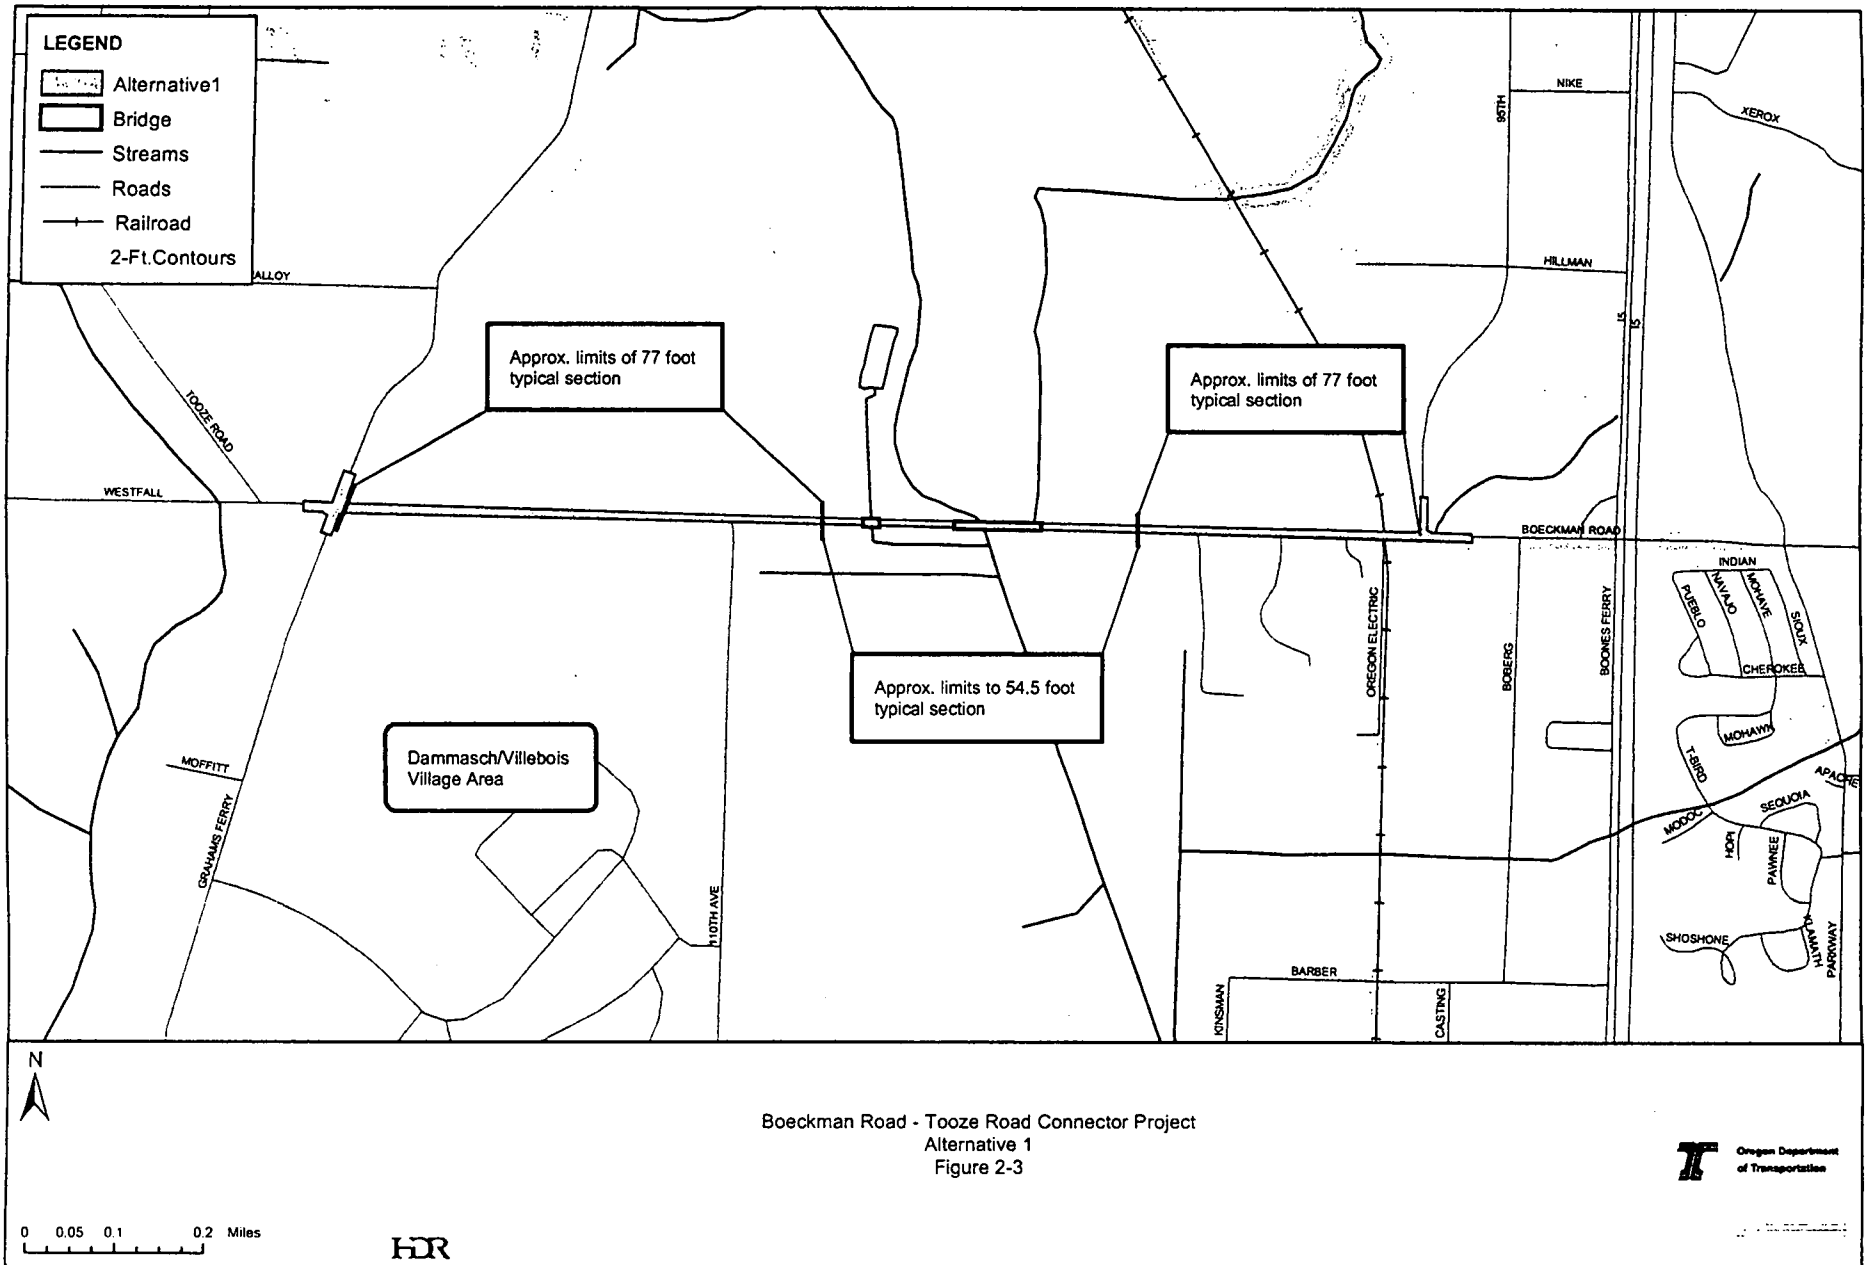 LEGEND
Alternative1
Bridge
Streams
Roads
Railroad
2-Ft.Contours
ALLOY
NIKE
95TH
XEROX
HILLMAN
15
15
Approx. limits of 77 foot
typical section
Approx. limits of 77 foot
typical section
TOOZE ROAD
WESTFALL
BOECKMAN ROAD
INDIAN
PUEBLO
NAVAJO
MOHAVE
SIOUX
CHEROKEE
OREGON ELECTRIC
BOBERG
BOONES FERRY
Approx. limits to 54.5 foot
typical section
Dammasch/Villebois
Village Area
MOFFITT
GRAHAMS FERRY
110TH AVE
MOHAWK
T-BIRD
APACHE
SEQUOIA
MODOC
HOPI
PAWNEE
SHOSHONE
KLAMATH
PARKWAY
BARBER
KINSMAN
CASTING
N
Boeckman Road - Tooze Road Connector Project
Alternative 1
Figure 2-3
Oregon Department
of Transportation
0 0.05 0.1 0.2 Miles
HDR